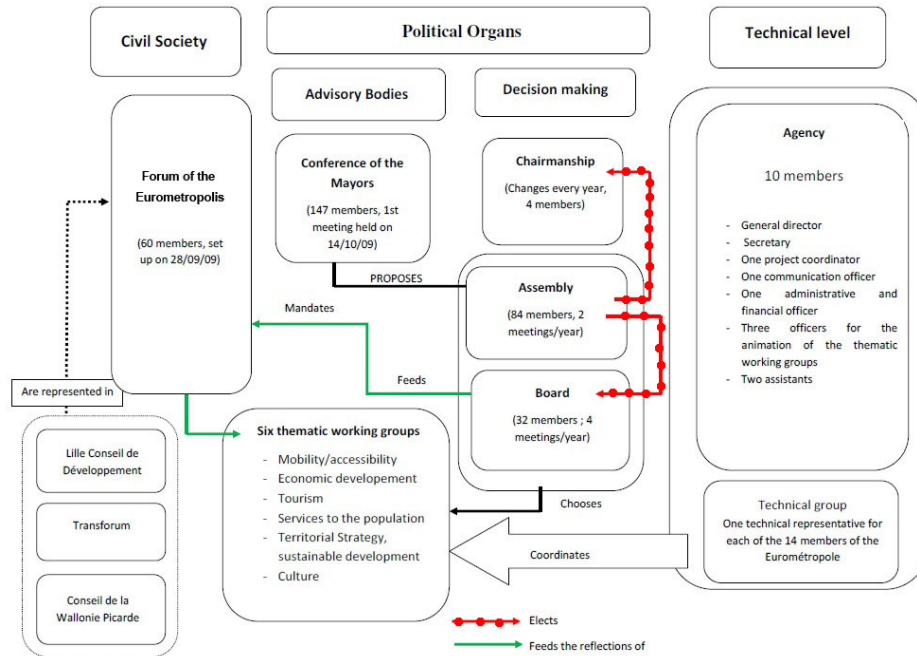 Civil Society
Political Organs
Technical level
Advisory Bodies
Decision making
Forum of the
Eurometropolis
(60 members, set
up on 28/09/09)
Conference of the
Mayors
(147 members, 1st
meeting held on
14/10/09)
Chairmanship
(Changes every year,
4 members)
PROPOSES
Assembly
(84 members, 2
meetings/year)
Mandates
Feeds
Board
(32 members ; 4
meetings/year)
Chooses
Are represented in
Lille Conseil de
Développement
Transforum
Conseil de la
Wallonie Picarde
Six thematic working groups
- Mobility/accessibility
- Economic developement
- Tourism
- Services to the population
- Territorial Strategy,
sustainable development
- Culture
Coordinates
Agency
10 members
- General director
- Secretary
- One project coordinator
- One communication officer
- One administrative and
financial officer
- Three officers for the
animation of the thematic
working groups
- Two assistants
Technical group
One technical representative for
each of the 14 members of the
Eurométropole
Elects
Feeds the reflections of